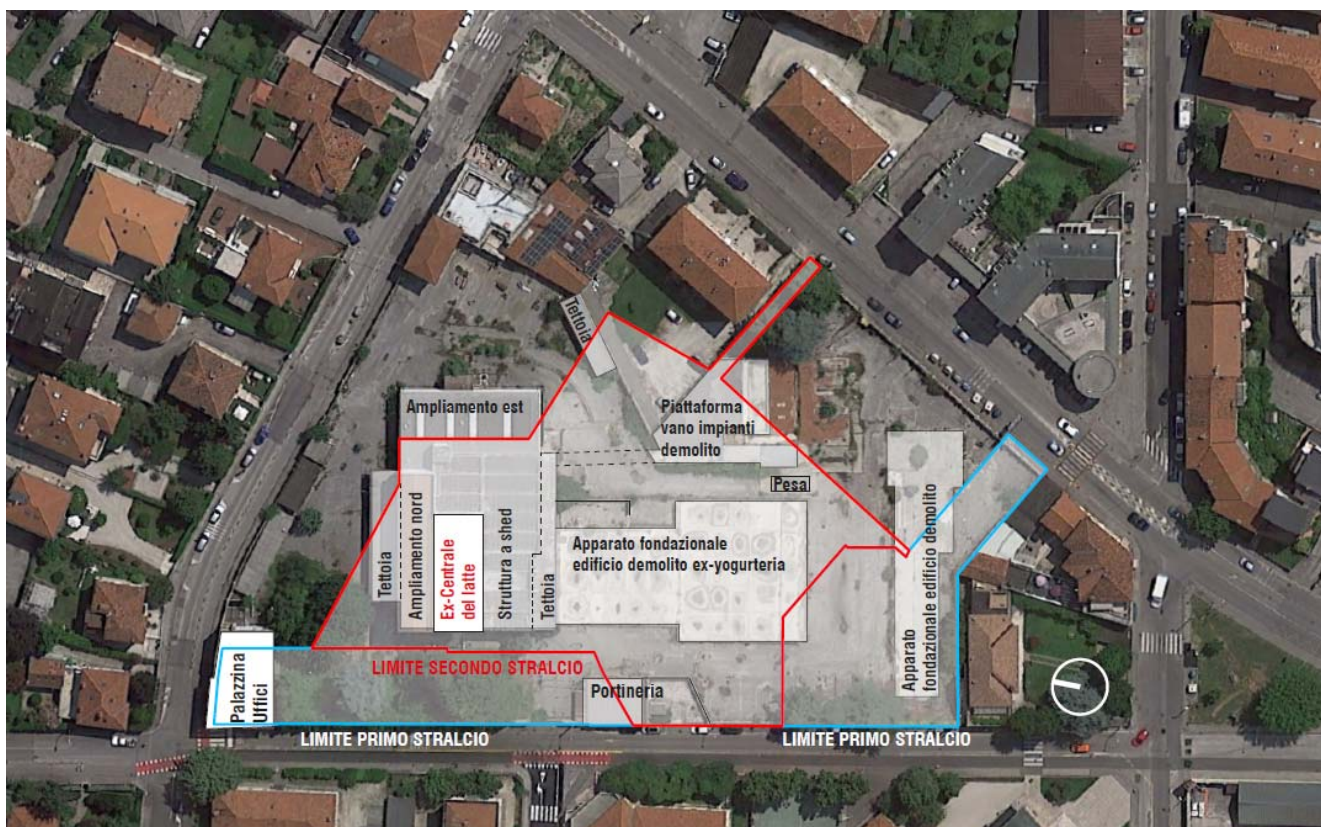 Tettoia
Ampliamento est
Piattaforma
vano impianti
demolito
Pesa
Tettoia
Ampliamento nord
Ex-Centrale
del latte
Struttura a shed
Tettoia
Apparato fondazionale
edificio demolito ex-yogurteria
Apparato
fondazionale edificio demolito
LIMITE SECONDO STRALCIO
Palazzina
Uffici
Portineria
LIMITE PRIMO STRALCIO
LIMITE PRIMO STRALCIO